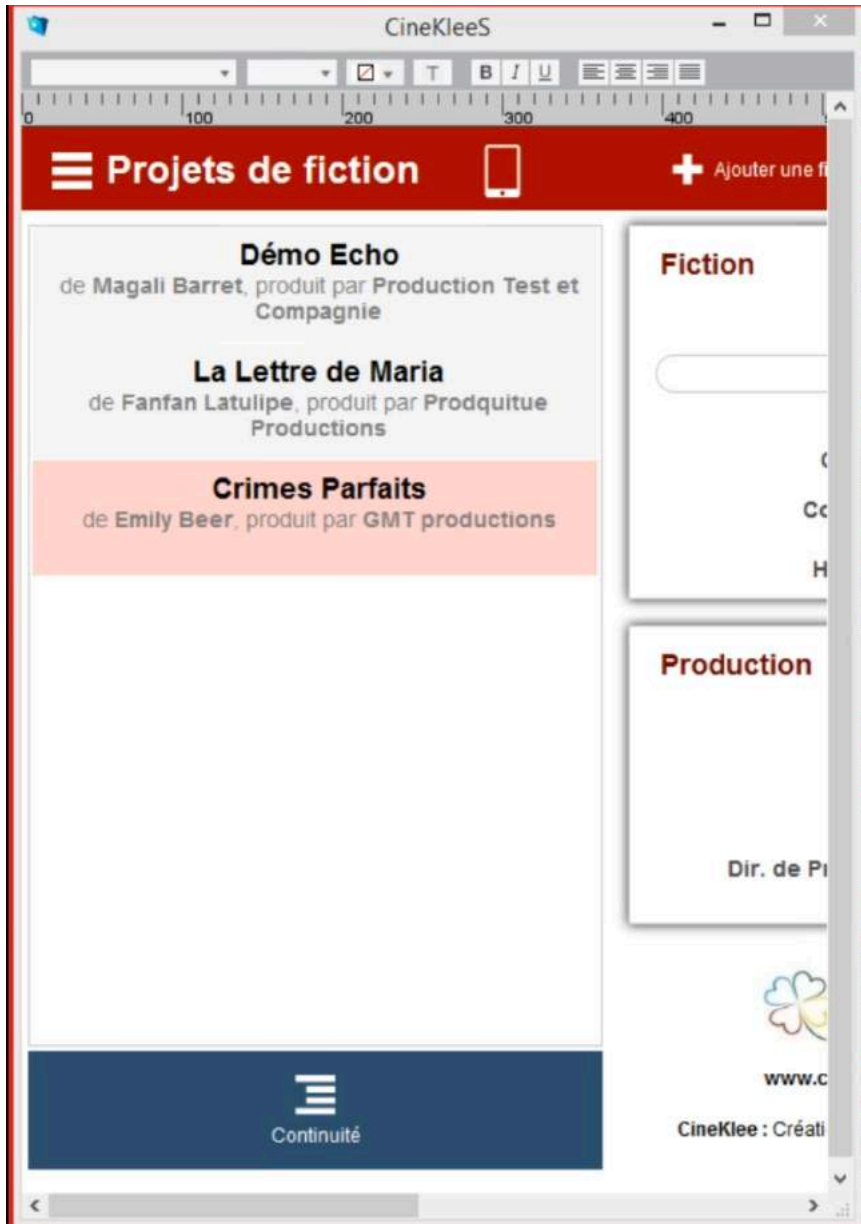 CineKleeS
T B I U
0 100 200 300 400
Projets de fiction
Ajouter une fi
Démo Echo
de Magali Barret, produit par Production Test et
Compagnie
La Lettre de Maria
de Fanfan Latulipe, produit par Prodquitue
Productions
Crimes Parfaits
de Emily Beer, produit par GMT productions
Continuité
Fiction
Co
H
Production
Dir. de Pr
www.c
CineKlee : Créati